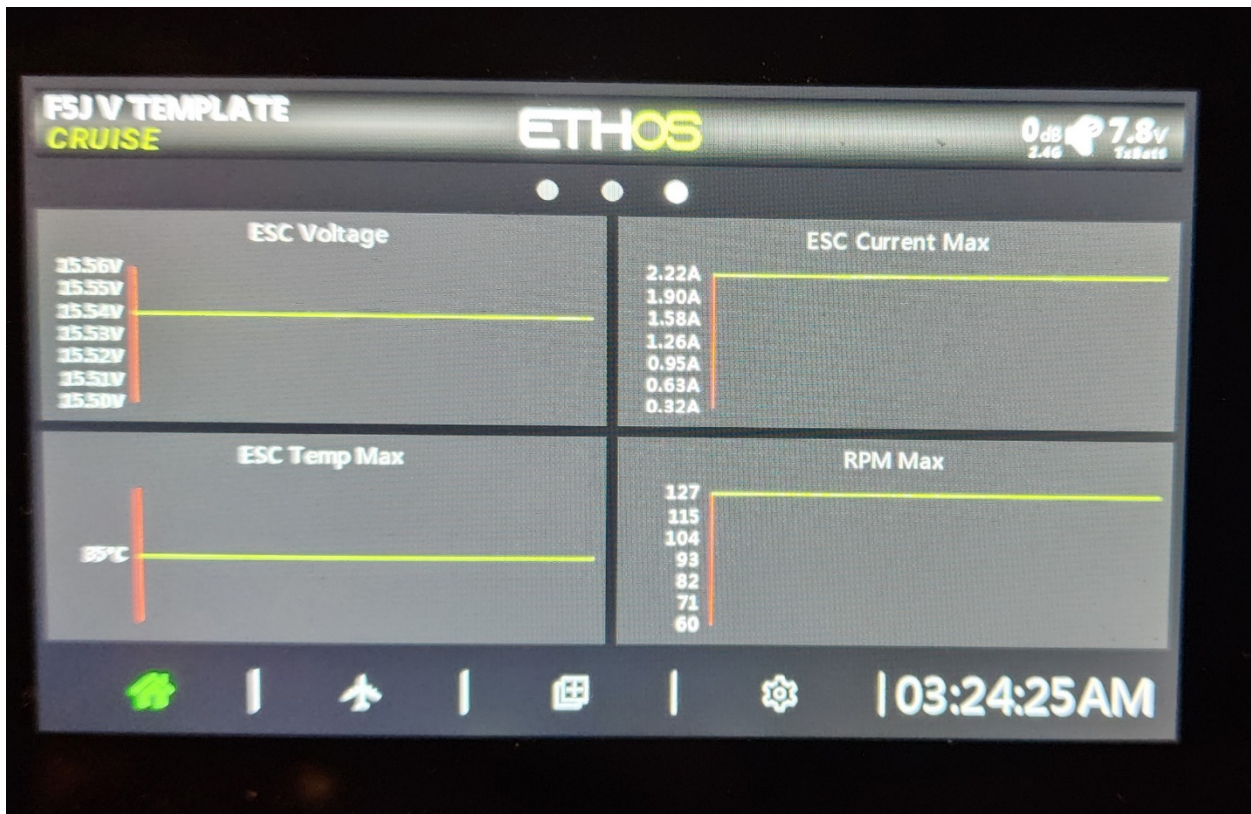 F5J V TEMPLATE
CRUISE
ETHOS
0dB
2.4G
7.8V
TxBatt
ESC Voltage
15.56V
15.55V
15.54V
15.53V
15.52V
15.51V
15.50V
ESC Current Max
2.22A
1.90A
1.58A
1.26A
0.95A
0.63A
0.32A
ESC Temp Max
RPM Max
127
115
104
93
82
71
60
03:24:25AM